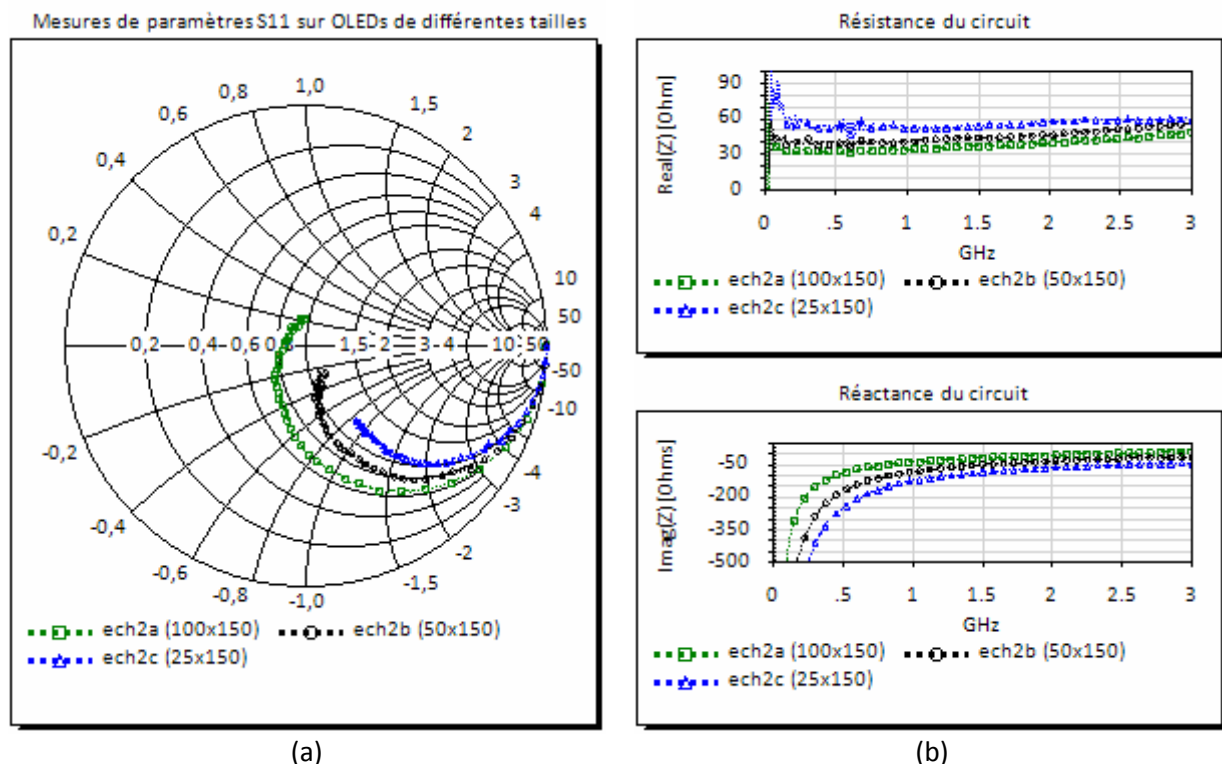 Mesures de paramètres S11 sur OLEDs de différentes tailles
1,0
0,8
1,5
0,6
2
0,4
3
4
0,2
10
50
0,2 0,4 0,6 1,5 2 3 4 10 50
-50
-10
-0,2
-4
-3
-0,4
-2
-0,6
-0,8
-1,0
-1,5
ech2a (100x150) ech2b (50x150)
ech2c (25x150)
(a)
Résistance du circuit
Real(Z) [Ohm]
90
60
30
0
0 .5 1 1.5 2 2.5 3
GHz
ech2a (100x150) ech2b (50x150)
ech2c (25x150)
Réactance du circuit
Imag(Z) [Ohms]
-50
-200
-350
-500
0 .5 1 1.5 2 2.5 3
GHz
ech2a (100x150) ech2b (50x150)
ech2c (25x150)
(b)